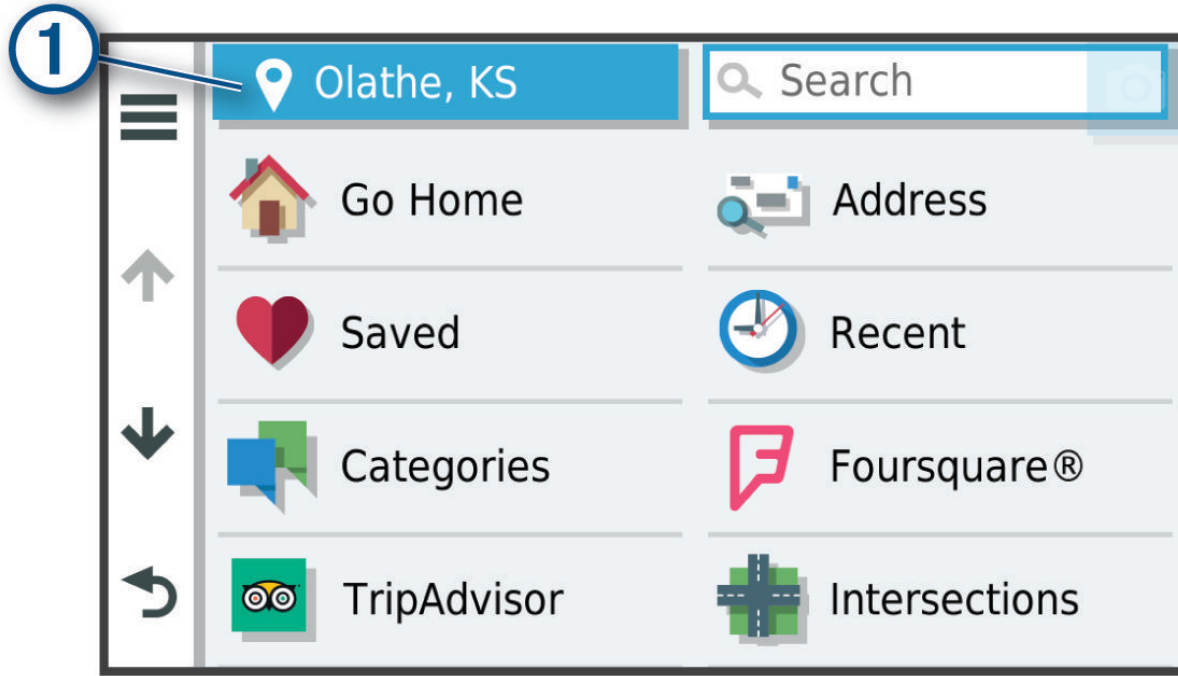 1
Olathe, KS
Search
Go Home
Address
Saved
Recent
Categories
Foursquare®
TripAdvisor
Intersections